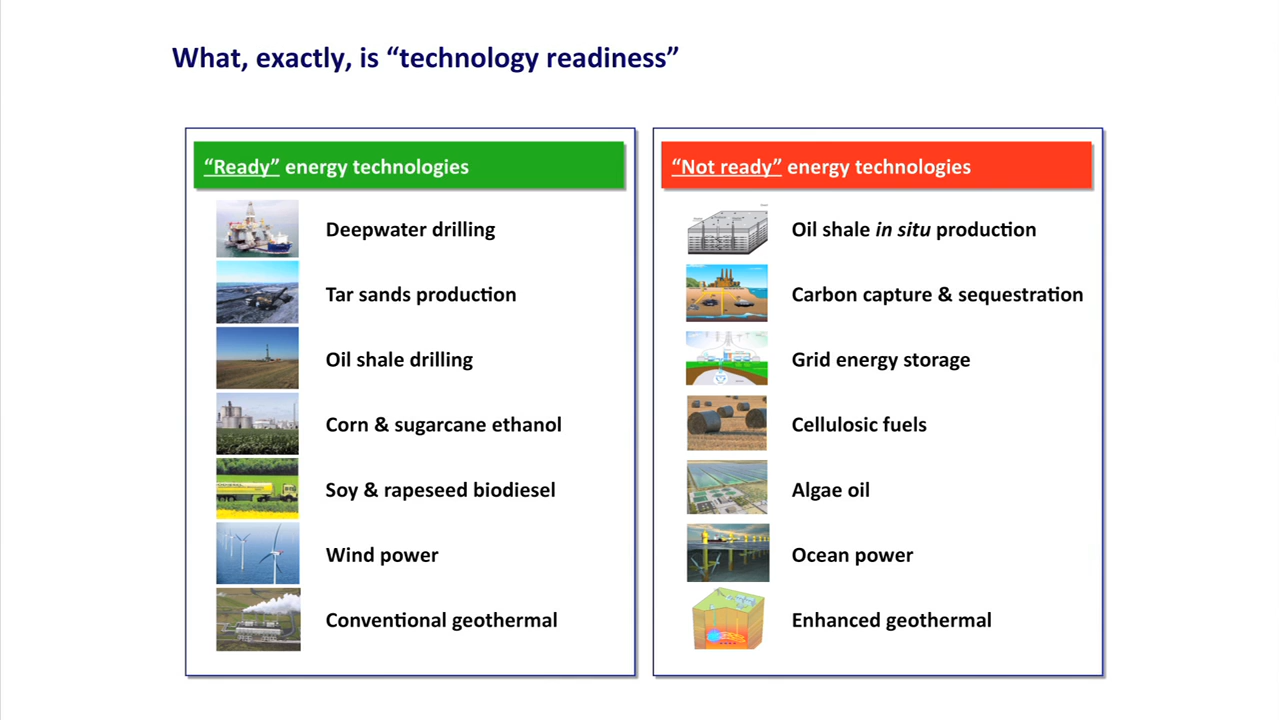 What, exactly, is “technology readiness”
“Ready” energy technologies
Deepwater drilling
Tar sands production
Oil shale drilling
Corn & sugarcane ethanol
Soy & rapeseed biodiesel
Wind power
Conventional geothermal
“Not ready” energy technologies
Oil shale in situ production
Carbon capture & sequestration
Grid energy storage
Cellulosic fuels
Algae oil
Ocean power
Enhanced geothermal